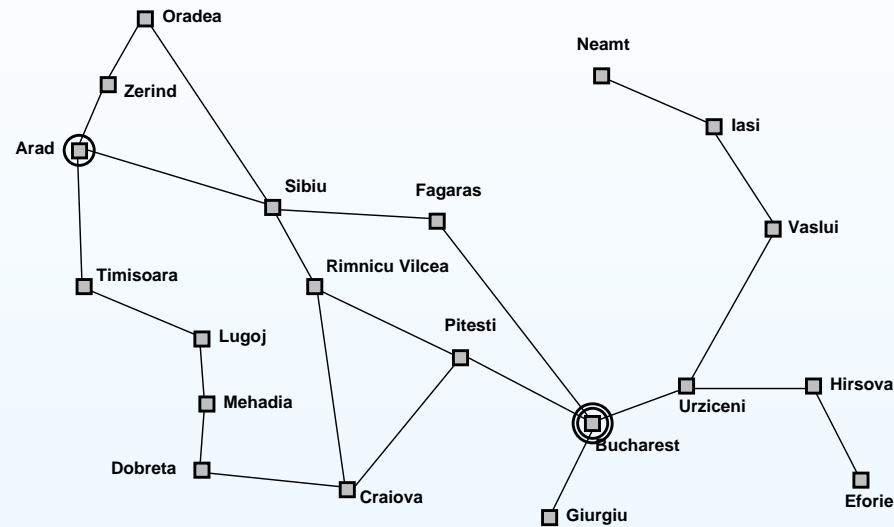 Oradea
Neamt
Zerind
Iasi
Arad
Sibiu
Fagaras
Vaslui
Timisoara
Rimnicu Vilcea
Pitesti
Lugoj
Hirsova
Mehadia
Urziceni
Bucharest
Dobreta
Craiova
Eforie
Giurgiu